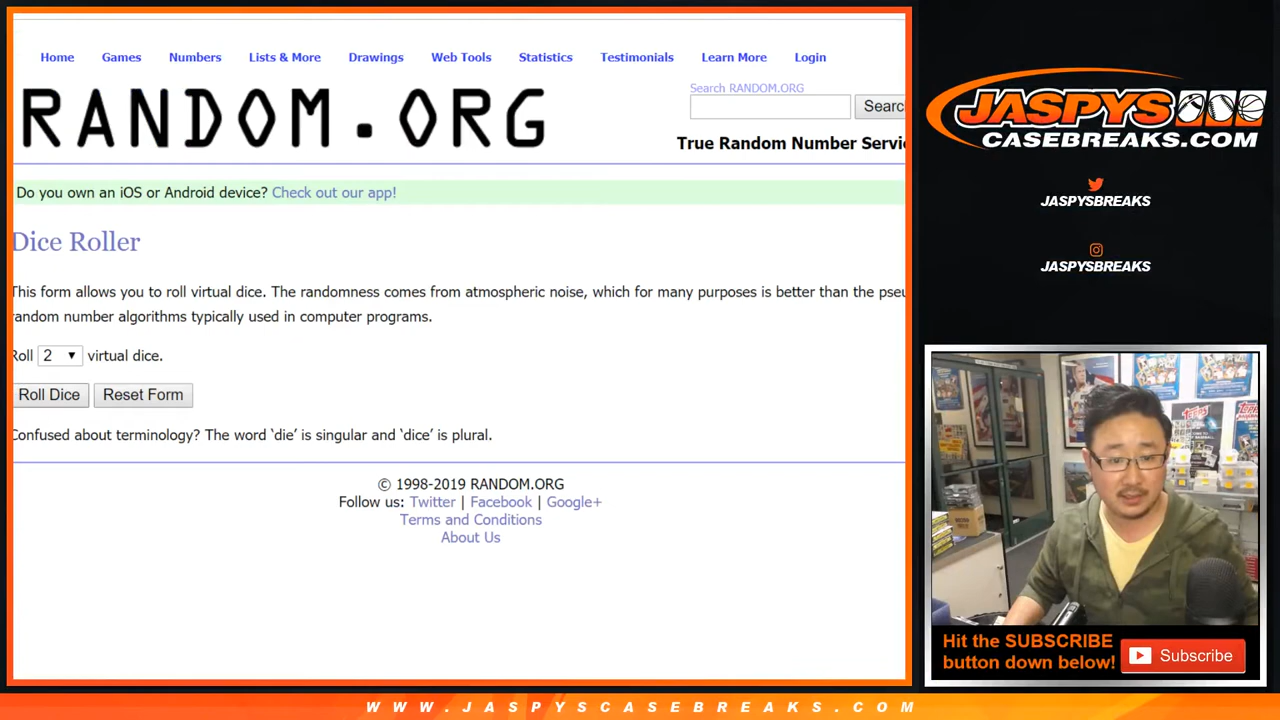 Home Games Numbers Lists & More Drawings Web Tools Statistics Testimonials Learn More Login
Search RANDOM.ORG
RANDOM.ORG
Searc
True Random Number Servi
Do you own an iOS or Android device? Check out our app!
Dice Roller
This form allows you to roll virtual dice. The randomness comes from atmospheric noise, which for many purposes is better than the pseu
random number algorithms typically used in computer programs.
Roll 2 virtual dice.
Roll Dice Reset Form
Confused about terminology? The word ‘die’ is singular and ‘dice’ is plural.
© 1998-2019 RANDOM.ORG
Follow us: Twitter | Facebook | Google+
Terms and Conditions
About Us
JASPYS
CASEBREAKS.COM
JASPYSBREAKS
JASPYSBREAKS
Hit the SUBSCRIBE
button down below!
Subscribe
WWW.JASPYSCASEBREAKS.COM